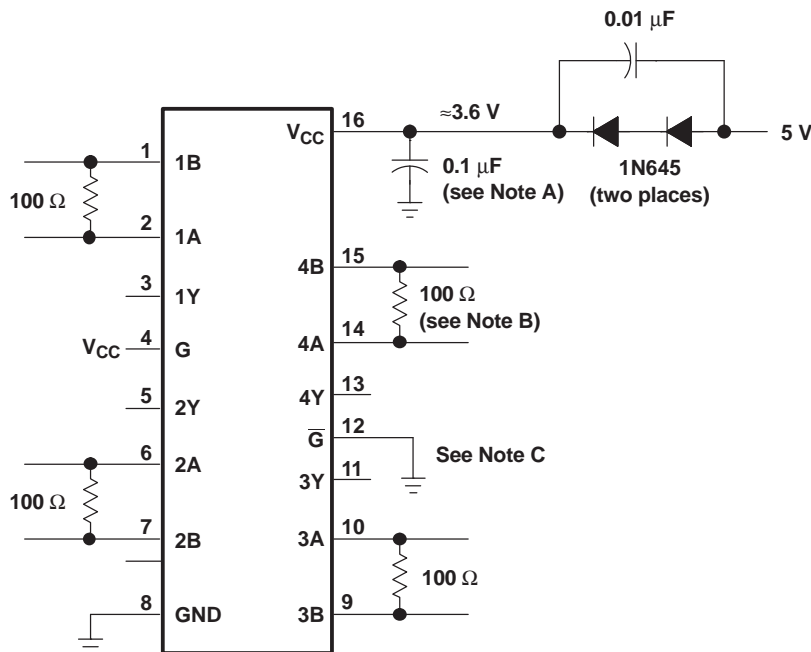 0.01 µF
5 V
1N645
(two places)
≈3.6 V
0.1 µF
(see Note A)
VCC
16
1
1B
100 Ω
2
1A
3
1Y
VCC
4
G
5
2Y
6
2A
100 Ω
7
2B
8
GND
15
4B
100 Ω
(see Note B)
14
4A
13
4Y
12
G
See Note C
11
3Y
10
3A
100 Ω
9
3B